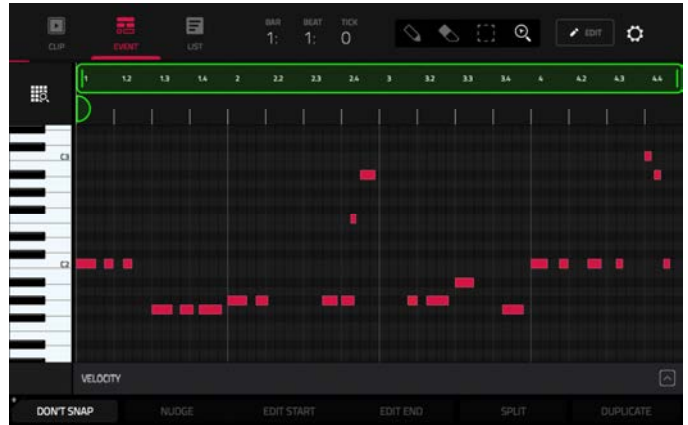 BAR BEAT TICK
1: 1: 0
CLIP EVENT LIST
EDIT
1 1.2 1.3 1.4 2 2.2 2.3 2.4 3 3.2 3.3 3.4 4 4.2 4.3 4.4
C3
C2
VELOCITY
DON'T SNAP NUDGE EDIT START EDIT END SPLIT DUPLICATE